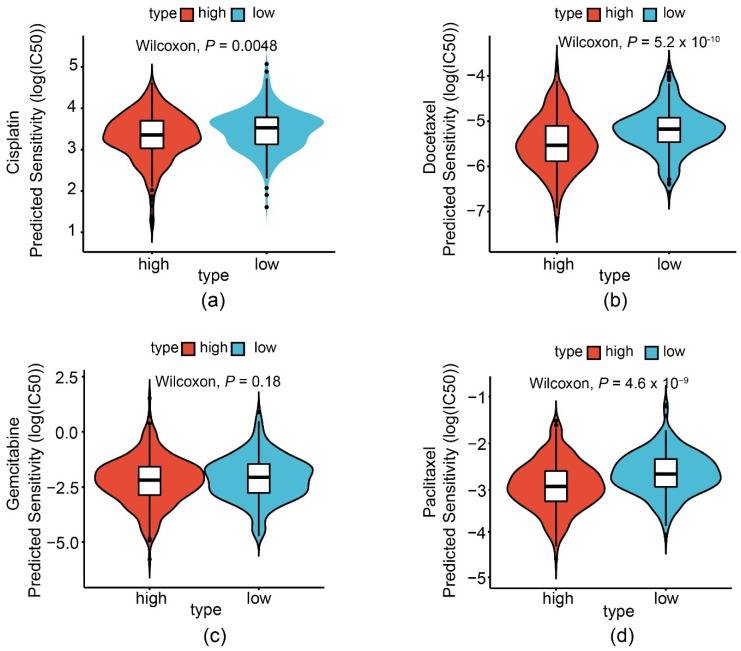 type high low
Wilcoxon, P = 0.0048
Cisplatin
Predicted Sensitivity (log(IC50))
5
4
3
2
1
high low
type
(a)
type high low
Wilcoxon, P = 5.2 x 10-10
Docetaxel
Predicted Sensitivity (log(IC50))
−4
−5
−6
−7
high low
type
(b)
type high low
Wilcoxon, P = 0.18
Gemcitabine
Predicted Sensitivity (log(IC50))
2.5
0.0
−2.5
−5.0
high low
type
(c)
type high low
Wilcoxon, P = 4.6 x 10−9
Paclitaxel
Predicted Sensitivity (log(IC50))
−1
−2
−3
−4
−5
high low
type
(d)